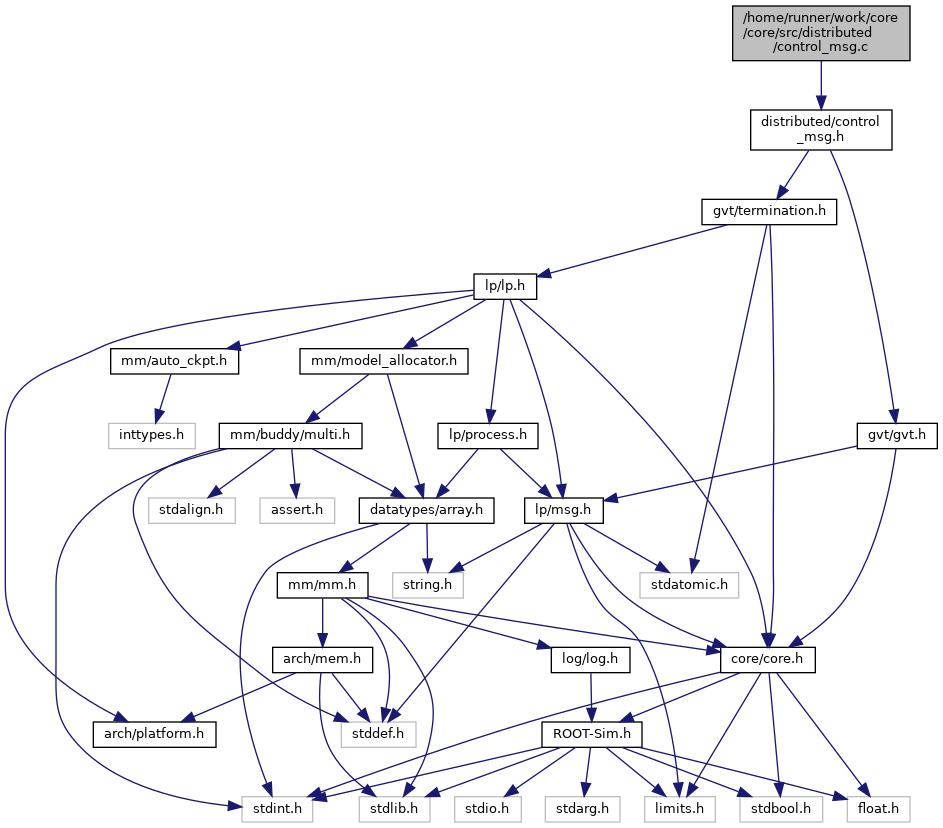 /home/runner/work/core
/core/src/distributed
/control_msg.c
distributed/control
_msg.h
gvt/termination.h
lp/lp.h
mm/auto_ckpt.h
mm/model_allocator.h
inttypes.h
mm/buddy/multi.h
lp/process.h
gvt/gvt.h
stdalign.h
assert.h
datatypes/array.h
lp/msg.h
mm/mm.h
string.h
stdatomic.h
arch/mem.h
log/log.h
core/core.h
arch/platform.h
stddef.h
ROOT-Sim.h
stdint.h
stdlib.h
stdio.h
stdarg.h
limits.h
stdbool.h
float.h